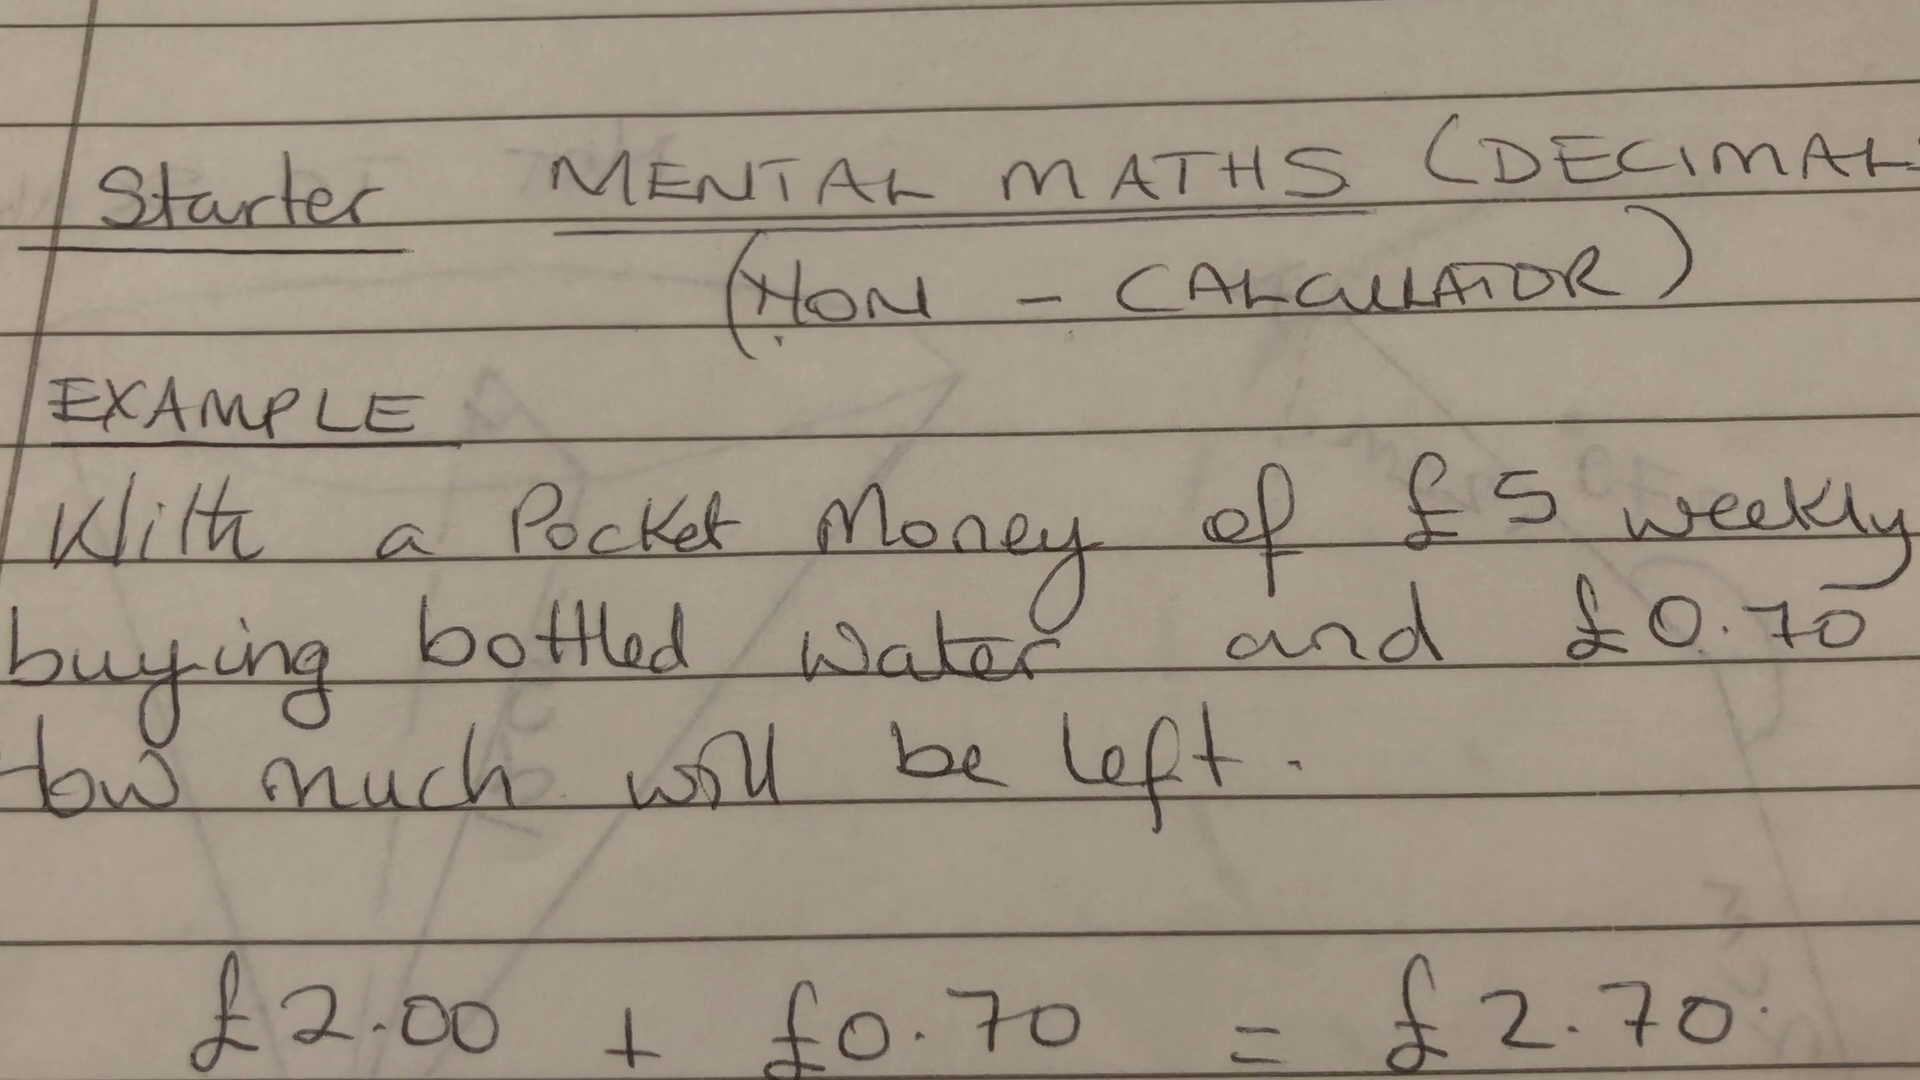 Starter MENTAL MATHS (DECIMAL
(NON - CALCULATOR)
EXAMPLE
With a Pocket Money of £5 weekly
buying bottled water and £0.70
How much will be left.
£2.00 + £0.70 = £2.70